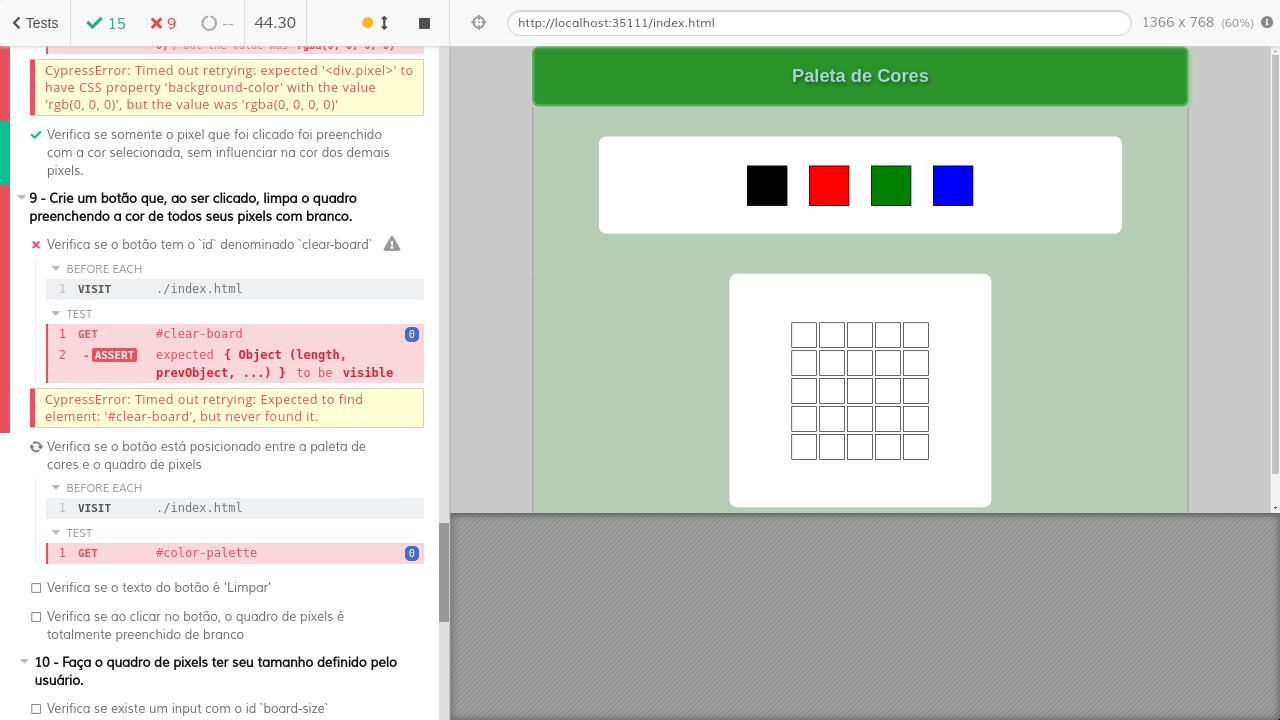 Tests
15
9
--
44.30
http://localhost:35111/index.html
1366 x 768 (60%)
0), but the value was 'rgba(0, 0, 0, 0)'
CypressError: Timed out retrying: expected '<div.pixel>' to
have CSS property 'background-color' with the value
'rgb(0, 0, 0)', but the value was 'rgba(0, 0, 0, 0)'
Verifica se somente o pixel que foi clicado foi preenchido
com a cor selecionada, sem influenciar na cor dos demais
pixels.
9 - Crie um botão que, ao ser clicado, limpa o quadro
preenchendo a cor de todos seus pixels com branco.
Verifica se o botão tem o `id` denominado `clear-board`
BEFORE EACH
1 VISIT ./index.html
TEST
1 GET #clear-board 0
2 -ASSERT expected { Object (length,
prevObject, ...) } to be visible
CypressError: Timed out retrying: Expected to find
element: '#clear-board', but never found it.
Verifica se o botão está posicionado entre a paleta de
cores e o quadro de pixels
BEFORE EACH
1 VISIT ./index.html
TEST
1 GET #color-palette 0
Verifica se o texto do botão é 'Limpar'
Verifica se ao clicar no botão, o quadro de pixels é
totalmente preenchido de branco
10 - Faça o quadro de pixels ter seu tamanho definido pelo
usuário.
Verifica se existe um input com o id `board-size`
Paleta de Cores